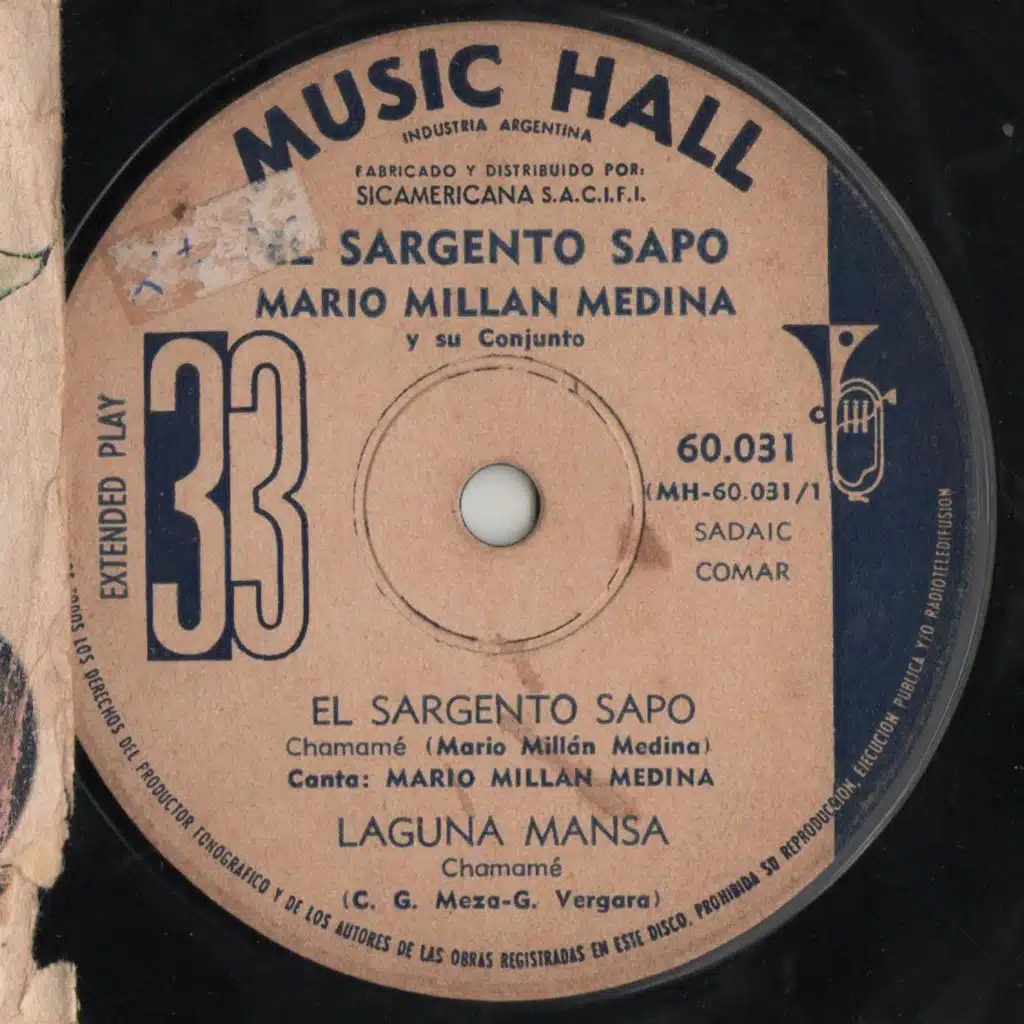 MUSIC HALL
INDUSTRIA ARGENTINA
FABRICADO Y DISTRIBUIDO POR:
SICAMERICANA S.A.C.I.F.I.
EL SARGENTO SAPO
MARIO MILLAN MEDINA
y su Conjunto
EXTENDED PLAY
33
60.031
(MH-60.031/1
SADAIC
COMAR
EL SARGENTO SAPO
Chamamé (Mario Millán Medina)
Canta: MARIO MILLAN MEDINA
LAGUNA MANSA
Chamamé
(C. G. Meza-G. Vergara)
TODOS LOS DERECHOS DEL PRODUCTOR FONOGRAFICO Y DE LOS AUTORES DE LAS OBRAS REGISTRADAS EN ESTE DISCO. PROHIBIDA SU REPRODUCCION, EJECUCION PUBLICA Y/O RADIOTELEDIFUSION